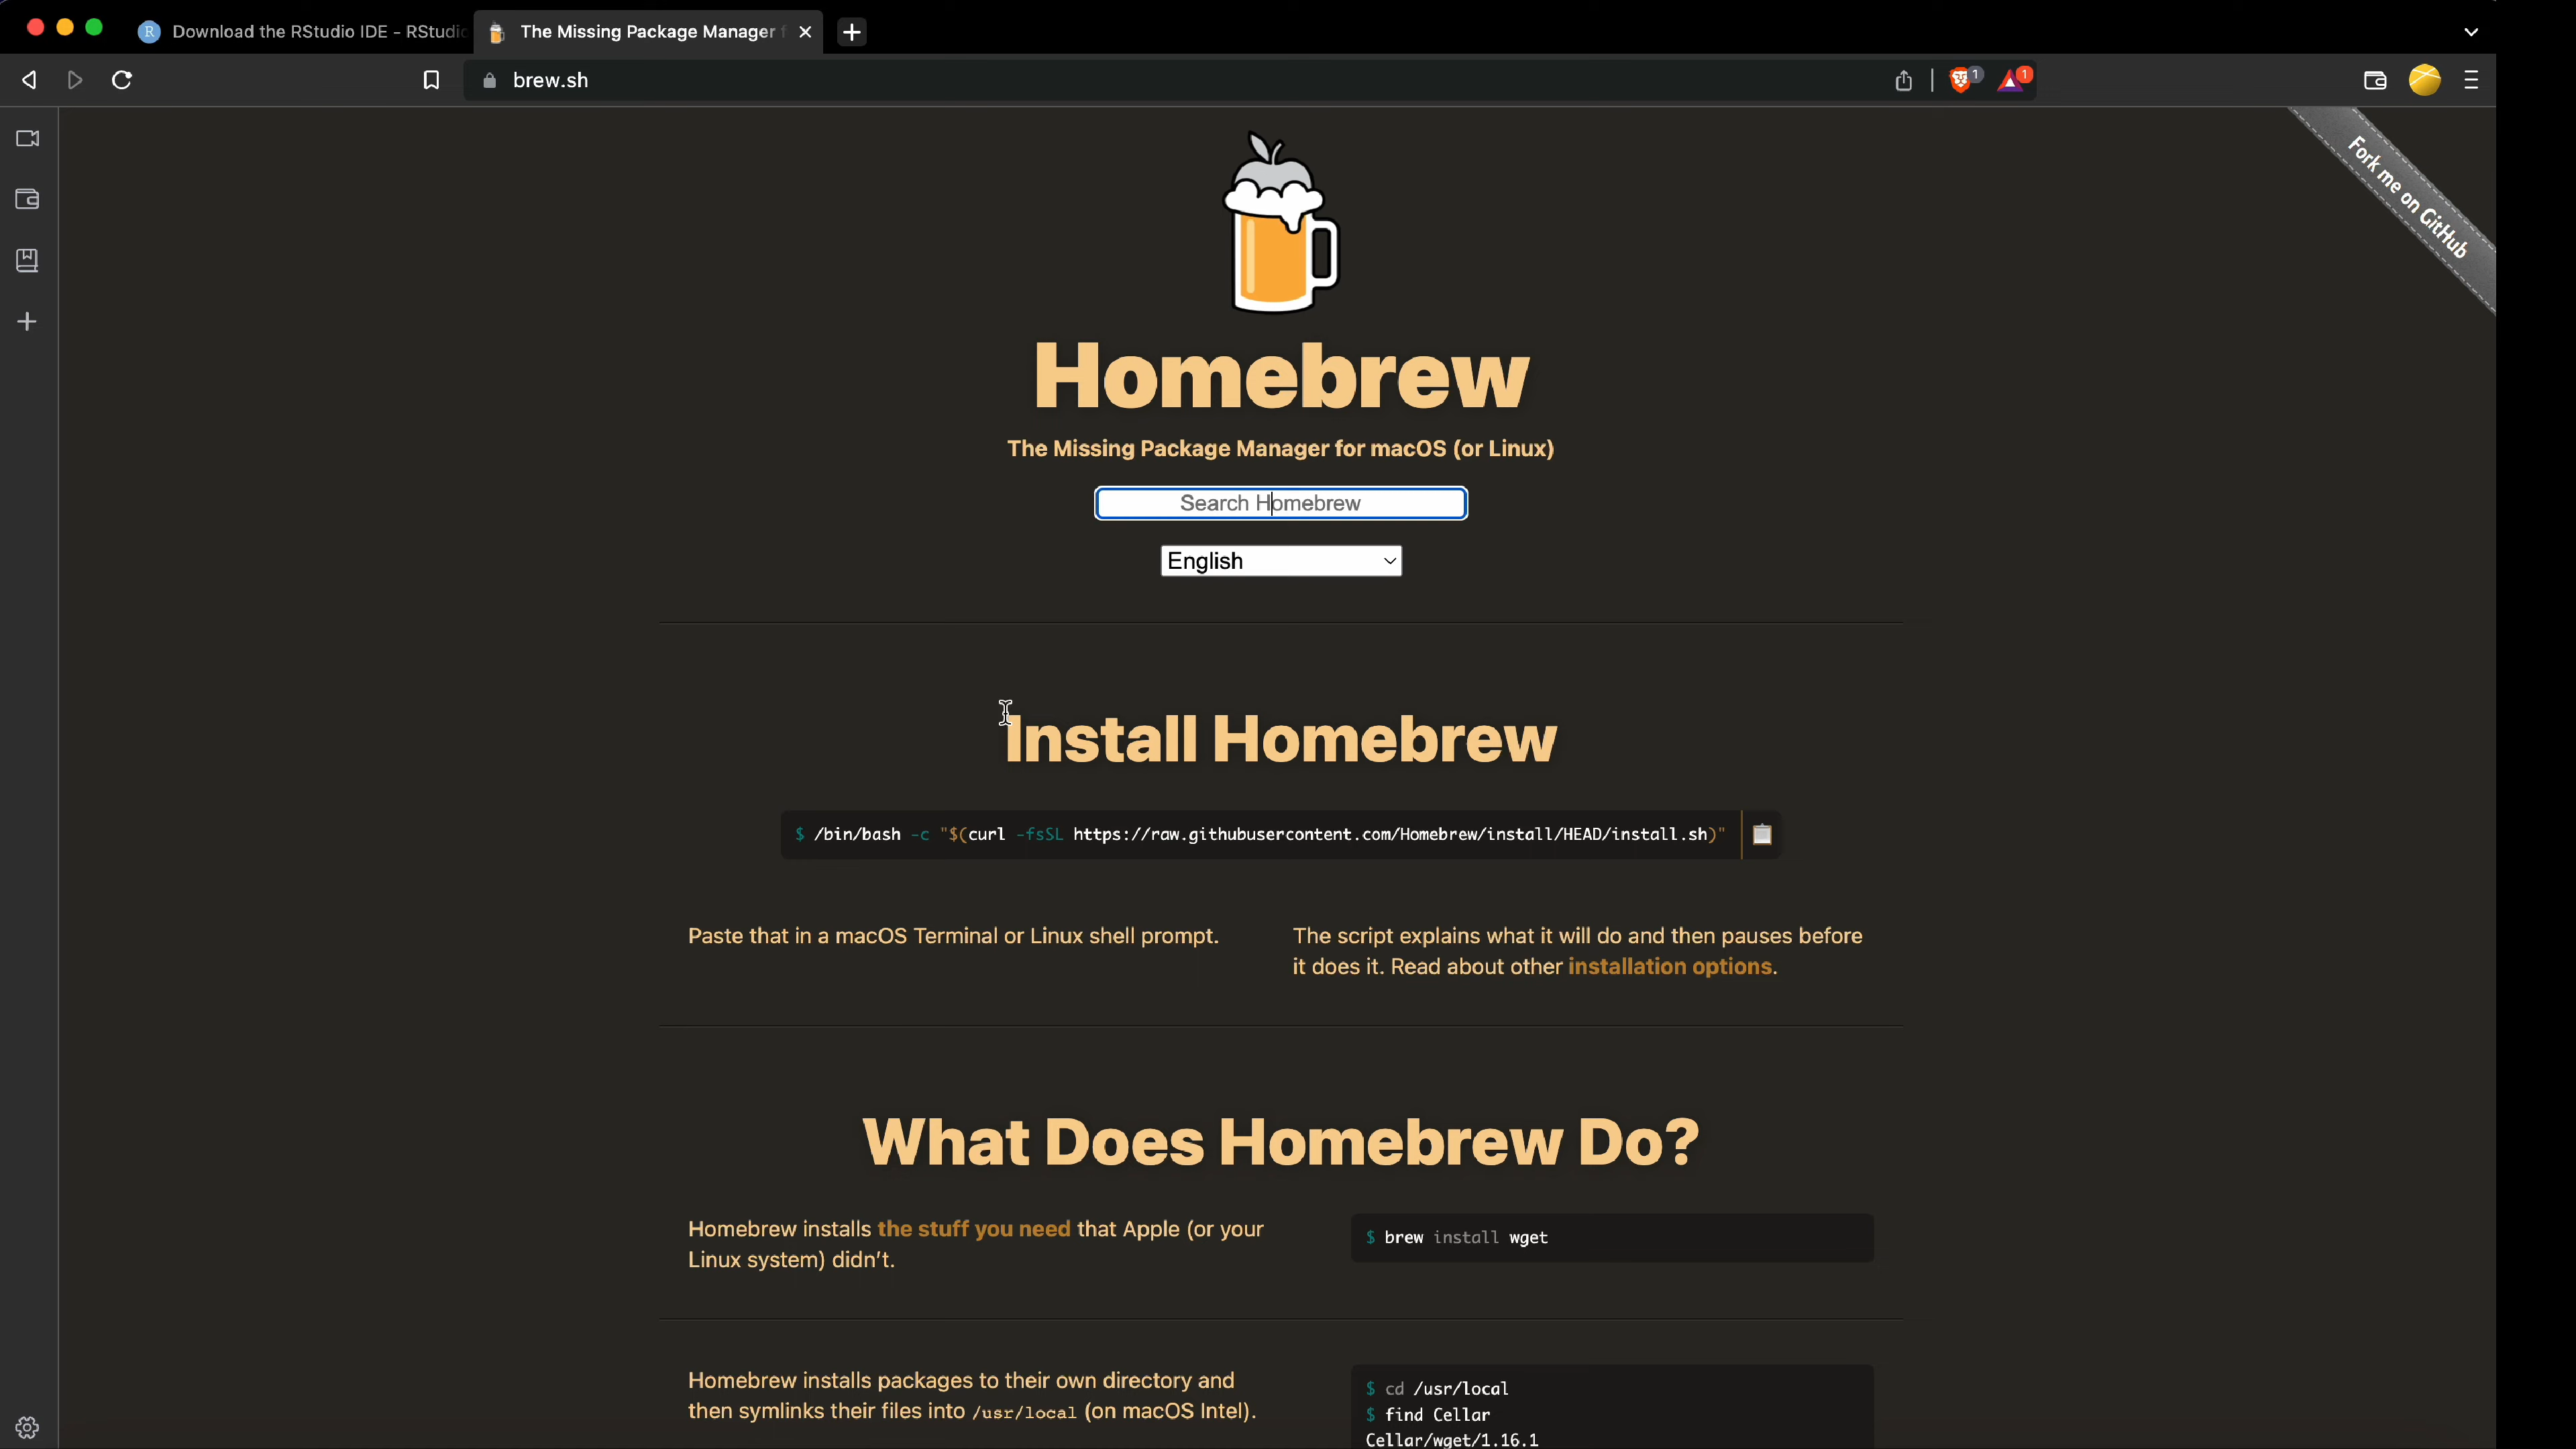 Download the RStudio IDE - RStudio
The Missing Package Manager f
brew.sh
1
1
Fork me on GitHub
Homebrew
The Missing Package Manager for macOS (or Linux)
Search Homebrew
English
Install Homebrew
$ /bin/bash -c "$(curl -fsSL https://raw.githubusercontent.com/Homebrew/install/HEAD/install.sh)"
Paste that in a macOS Terminal or Linux shell prompt.
The script explains what it will do and then pauses before
it does it. Read about other installation options.
What Does Homebrew Do?
Homebrew installs the stuff you need that Apple (or your
Linux system) didn't.
$ brew install wget
Homebrew installs packages to their own directory and
then symlinks their files into /usr/local (on macOS Intel).
$ cd /usr/local
$ find Cellar
Cellar/wget/1.16.1